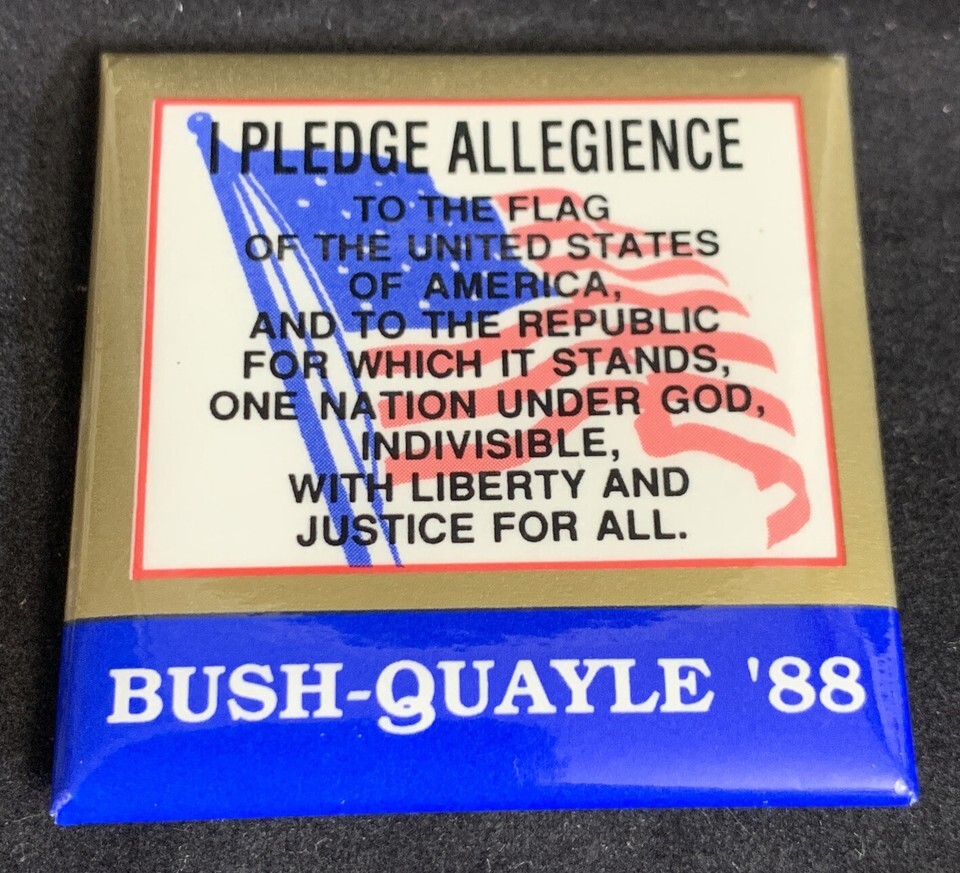 I PLEDGE ALLEGIENCE
TO THE FLAG
OF THE UNITED STATES
OF AMERICA,
AND TO THE REPUBLIC
FOR WHICH IT STANDS,
ONE NATION UNDER GOD,
INDIVISIBLE,
WITH LIBERTY AND
JUSTICE FOR ALL.
BUSH-QUAYLE '88